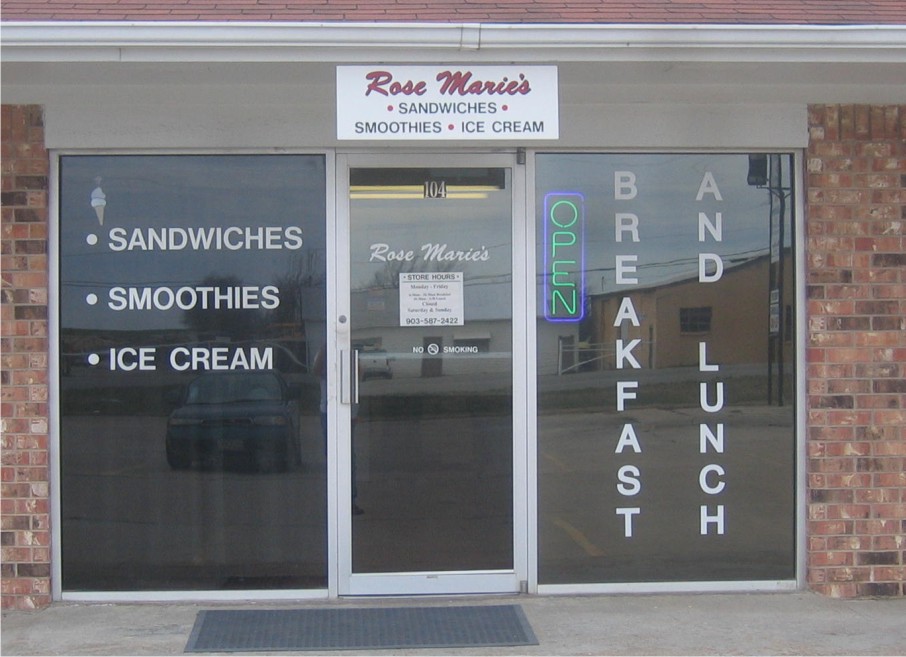 Rose Marie's
• SANDWICHES •
SMOOTHIES • ICE CREAM
104
• SANDWICHES
• SMOOTHIES
• ICE CREAM
Rose Marie's
• STORE HOURS •
Monday - Friday
Closed
Saturday & Sunday
903-587-2422
NO SMOKING
OPEN
BREAKFAST
AND LUNCH